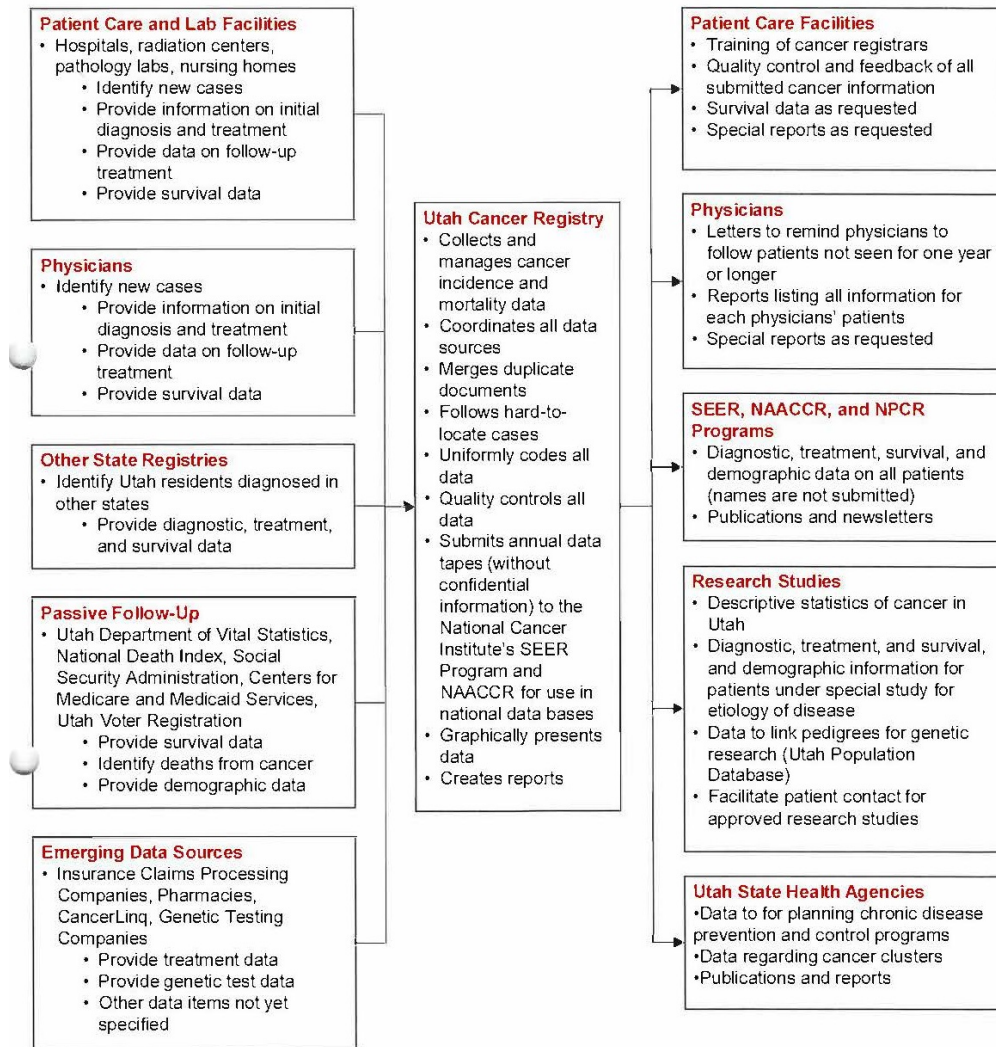 Patient Care and Lab Facilities
• Hospitals, radiation centers,
pathology labs, nursing homes
• Identify new cases
• Provide information on initial
diagnosis and treatment
• Provide data on follow-up
treatment
• Provide survival data
Physicians
• Identify new cases
• Provide information on initial
diagnosis and treatment
• Provide data on follow-up
treatment
• Provide survival data
Other State Registries
• Identify Utah residents diagnosed in
other states
• Provide diagnostic, treatment,
and survival data
Passive Follow-Up
• Utah Department of Vital Statistics,
National Death Index, Social
Security Administration, Centers for
Medicare and Medicaid Services,
Utah Voter Registration
• Provide survival data
• Identify deaths from cancer
• Provide demographic data
Emerging Data Sources
• Insurance Claims Processing
Companies, Pharmacies,
CancerLinq, Genetic Testing
Companies
• Provide treatment data
• Provide genetic test data
• Other data items not yet
specified
Utah Cancer Registry
• Collects and
manages cancer
incidence and
mortality data
• Coordinates all data
sources
• Merges duplicate
documents
• Follows hard-to-
locate cases
• Uniformly codes all
data
• Quality controls all
data
• Submits annual data
tapes (without
confidential
information) to the
National Cancer
Institute's SEER
Program and
NAACCR for use in
national data bases
• Graphically presents
data
• Creates reports
Patient Care Facilities
• Training of cancer registrars
• Quality control and feedback of all
submitted cancer information
• Survival data as requested
• Special reports as requested
Physicians
• Letters to remind physicians to
follow patients not seen for one year
or longer
• Reports listing all information for
each physicians' patients
• Special reports as requested
SEER, NAACCR, and NPCR
Programs
• Diagnostic, treatment, survival, and
demographic data on all patients
(names are not submitted)
• Publications and newsletters
Research Studies
• Descriptive statistics of cancer in
Utah
• Diagnostic, treatment, and survival,
and demographic information for
patients under special study for
etiology of disease
• Data to link pedigrees for genetic
research (Utah Population
Database)
• Facilitate patient contact for
approved research studies
Utah State Health Agencies
•Data to for planning chronic disease
prevention and control programs
•Data regarding cancer clusters
•Publications and reports